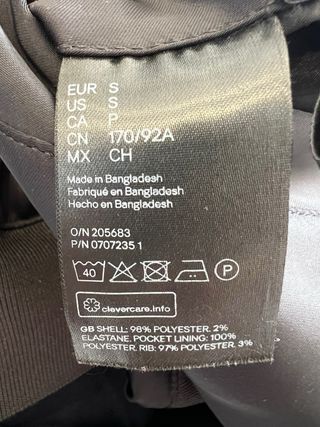 EUR S
US S
CA P
CN 170/92A
MX CH
Made in Bangladesh
Fabriqué en Bangladesh
Hecho en Bangladesh
O/N 205683
P/N 0707235 1
40 P
clevercare.info
GB SHELL: 98% POLYESTER. 2%
ELASTANE. POCKET LINING: 100%
POLYESTER. RIB: 97% POLYESTER. 3%